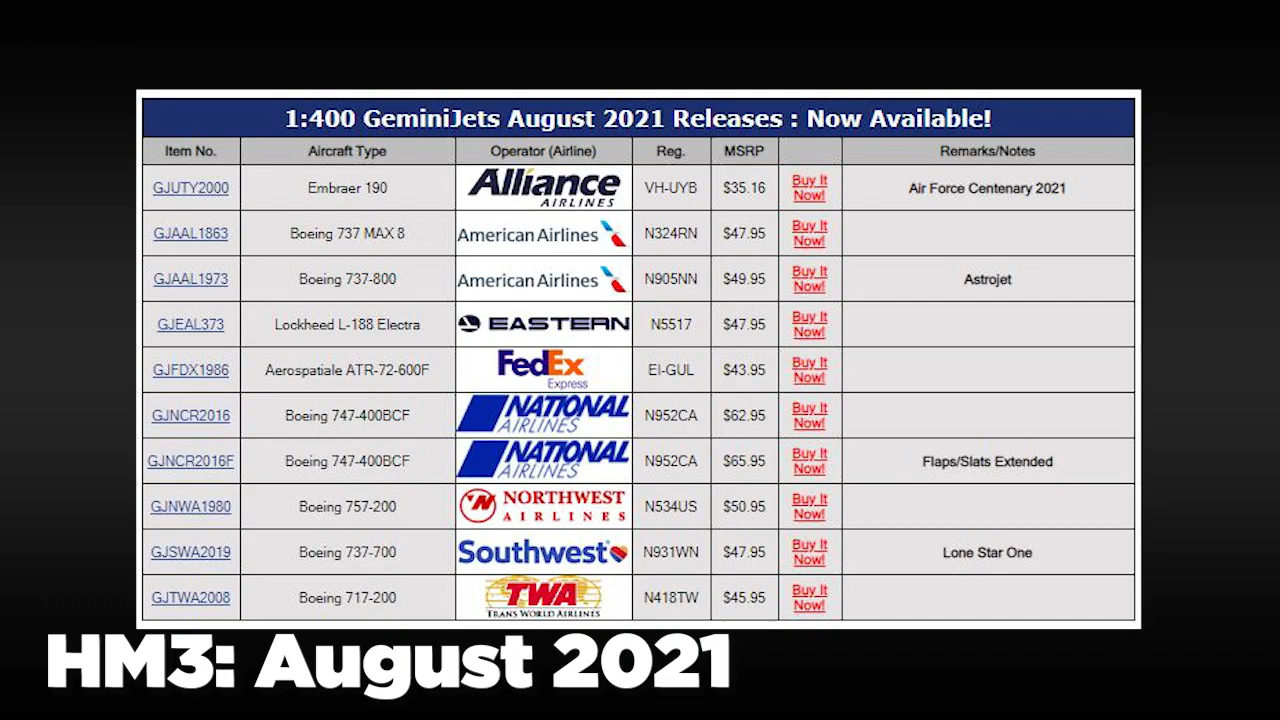 1:400 GeminiJets August 2021 Releases : Now Available!
Item No. Aircraft Type Operator (Airline) Reg. MSRP Remarks/Notes
GJUTY2000 Embraer 190 Alliance AIRLINES VH-UYB $35.16 Buy It Now! Air Force Centenary 2021
GJAAL1863 Boeing 737 MAX 8 American Airlines N324RN $47.95 Buy It Now!
GJAAL1973 Boeing 737-800 American Airlines N905NN $49.95 Buy It Now! Astrojet
GJEAL373 Lockheed L-188 Electra EASTERN N5517 $47.95 Buy It Now!
GJFDX1986 Aerospatiale ATR-72-600F FedEx Express EI-GUL $43.95 Buy It Now!
GJNCR2016 Boeing 747-400BCF NATIONAL AIRLINES N952CA $62.95 Buy It Now!
GJNCR2016F Boeing 747-400BCF NATIONAL AIRLINES N952CA $65.95 Buy It Now! Flaps/Slats Extended
GJNWA1980 Boeing 757-200 NORTHWEST AIRLINES N534US $50.95 Buy It Now!
GJSWA2019 Boeing 737-700 Southwest N931WN $47.95 Buy It Now! Lone Star One
GJTWA2008 Boeing 717-200 TWA TRANS WORLD AIRLINES N418TW $45.95 Buy It Now!
HM3: August 2021